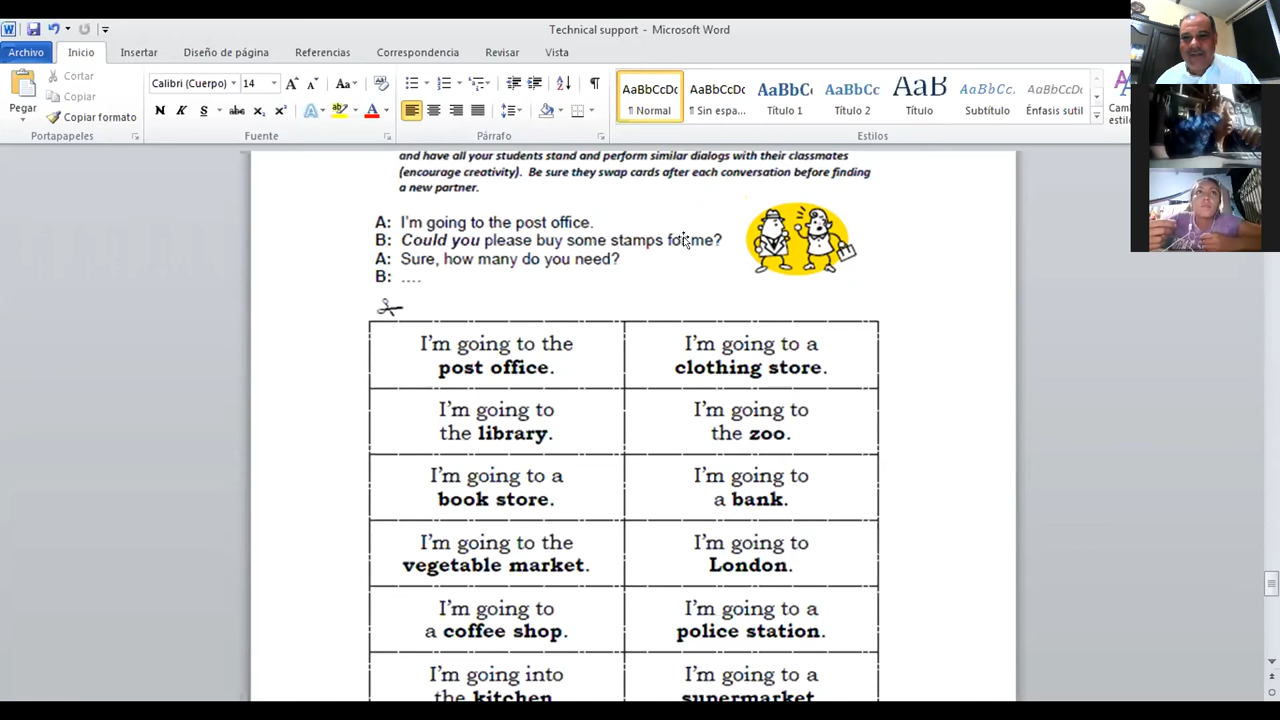 Technical support - Microsoft Word
Archivo Inicio Insertar Diseño de página Referencias Correspondencia Revisar Vista
Pegar
Cortar
Copiar
Copiar formato
Calibri (Cuerpo) 14
N K S abc x₂ x²
AaBbCcDc AaBbCcDc AaBbC AaBbCc AaB AaBbCc. AaBbCcDc
¶ Normal ¶ Sin espa... Título 1 Título 2 Título Subtítulo Énfasis sutil
Portapapeles Fuente Párrafo Estilos
and have all your students stand and perform similar dialogs with their classmates
(encourage creativity). Be sure they swap cards after each conversation before finding
a new partner.
A: I'm going to the post office.
B: Could you please buy some stamps for me?
A: Sure, how many do you need?
B: ....
I'm going to the
post office.
I'm going to a
clothing store.
I'm going to
the library.
I'm going to
the zoo.
I'm going to a
book store.
I'm going to
a bank.
I'm going to the
vegetable market.
I'm going to
London.
I'm going to
a coffee shop.
I'm going to a
police station.
I'm going into
the kitchen
I'm going to a
supermarket